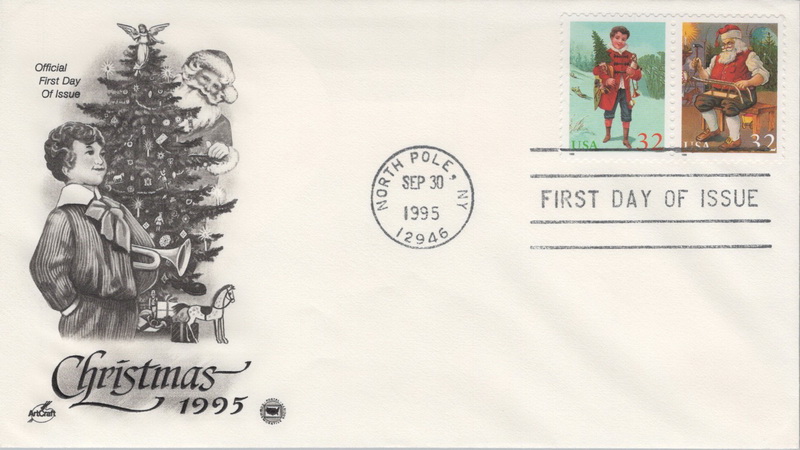 Official
First Day
Of Issue
USA 32
USA 32
NORTH POLE, NY
SEP 30
1995
12946
FIRST DAY OF ISSUE
Christmas
1995
ArtCraft